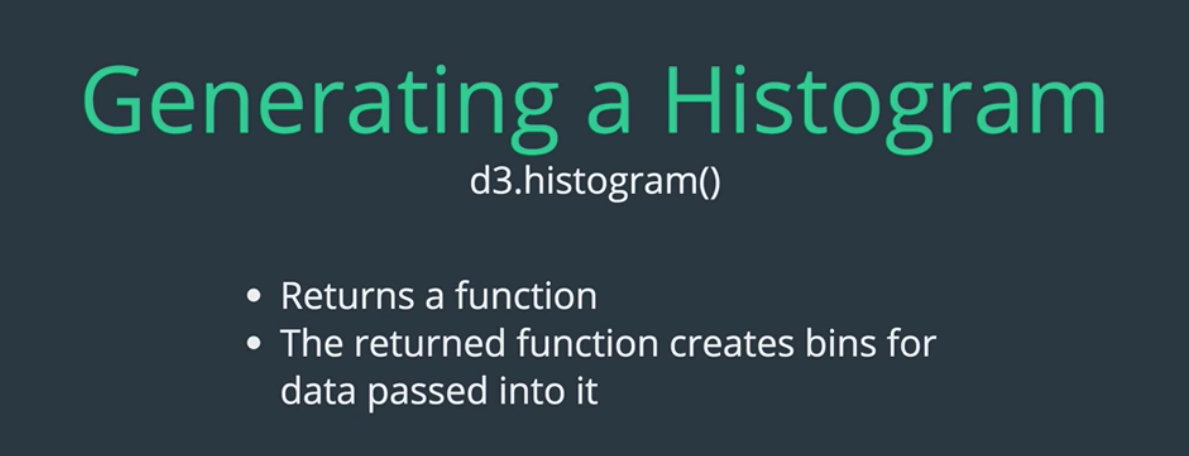 Generating a Histogram
d3.histogram()
• Returns a function
• The returned function creates bins for
data passed into it